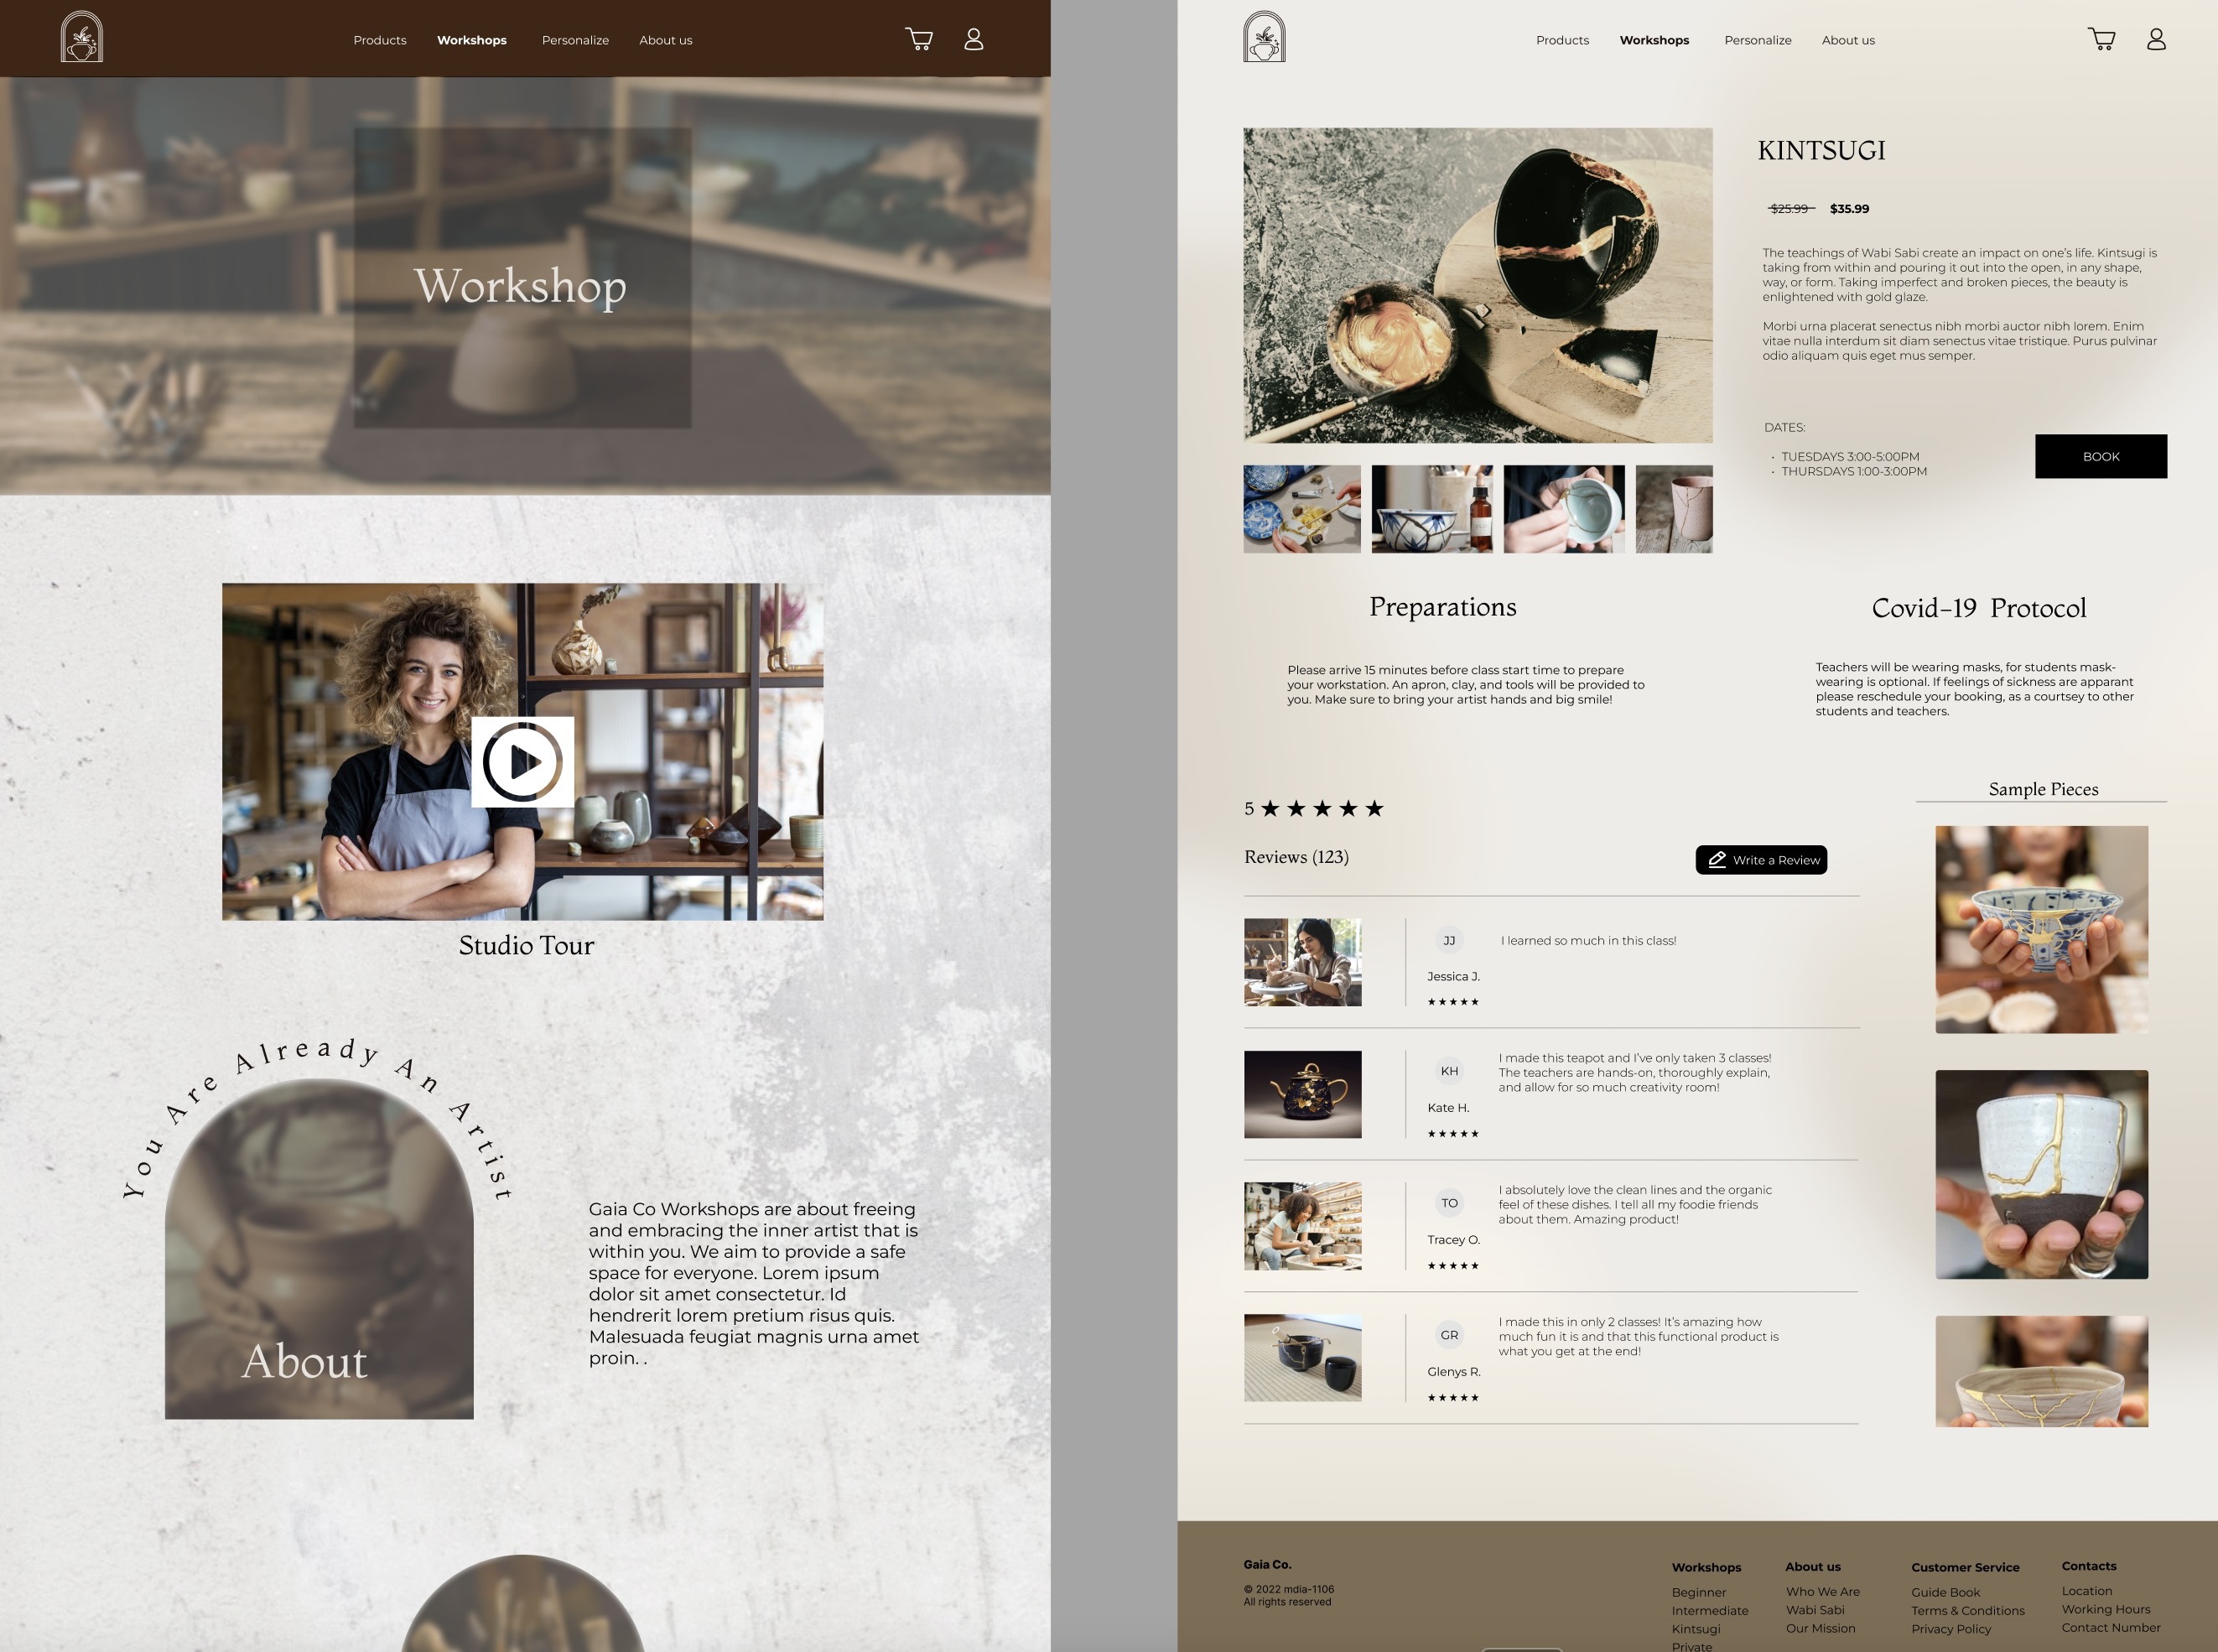 Products Workshops Personalize About us
Workshop
Studio Tour
You Are Already An Artist
About
Gaia Co Workshops are about freeing
and embracing the inner artist that is
within you. We aim to provide a safe
space for everyone. Lorem ipsum
dolor sit amet consectetur. Id
hendrerit lorem pretium risus quis.
Malesuada feugiat magnis urna amet
proin. .
Products Workshops Personalize About us
KINTSUGI
$25.99 $35.99
The teachings of Wabi Sabi create an impact on one's life. Kintsugi is
taking from within and pouring it out into the open, in any shape,
way, or form. Taking imperfect and broken pieces, the beauty is
enlightened with gold glaze.
Morbi urna placerat senectus nibh morbi auctor nibh lorem. Enim
vitae nulla interdum sit diam senectus vitae tristique. Purus pulvinar
odio aliquam quis eget mus semper.
DATES:
• TUESDAYS 3:00-5:00PM
• THURSDAYS 1:00-3:00PM
BOOK
Preparations
Please arrive 15 minutes before class start time to prepare
your workstation. An apron, clay, and tools will be provided to
you. Make sure to bring your artist hands and big smile!
Covid-19 Protocol
Teachers will be wearing masks, for students mask-
wearing is optional. If feelings of sickness are apparant
please reschedule your booking, as a courtsey to other
students and teachers.
5 ★ ★ ★ ★ ★
Reviews (123)
Write a Review
JJ
Jessica J.
★★★★★
I learned so much in this class!
KH
Kate H.
★★★★★
I made this teapot and I've only taken 3 classes!
The teachers are hands-on, thoroughly explain,
and allow for so much creativity room!
TO
Tracey O.
★★★★★
I absolutely love the clean lines and the organic
feel of these dishes. I tell all my foodie friends
about them. Amazing product!
GR
Glenys R.
★★★★★
I made this in only 2 classes! It's amazing how
much fun it is and that this functional product is
what you get at the end!
Sample Pieces
Gaia Co.
© 2022 mdia-1106
All rights reserved
Workshops
Beginner
Intermediate
Kintsugi
Private
About us
Who We Are
Wabi Sabi
Our Mission
Customer Service
Guide Book
Terms & Conditions
Privacy Policy
Contacts
Location
Working Hours
Contact Number